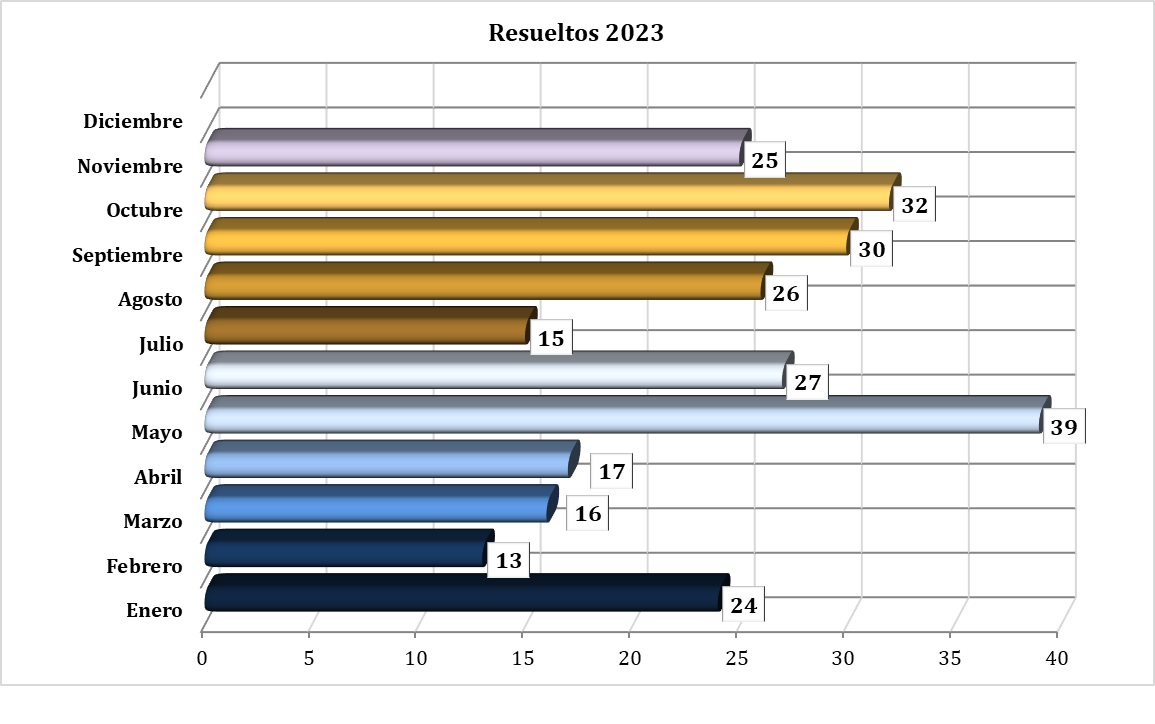 Resueltos 2023
Diciembre
Noviembre 25
Octubre 32
Septiembre 30
Agosto 26
Julio 15
Junio 27
Mayo 39
Abril 17
Marzo 16
Febrero 13
Enero 24
0 5 10 15 20 25 30 35 40